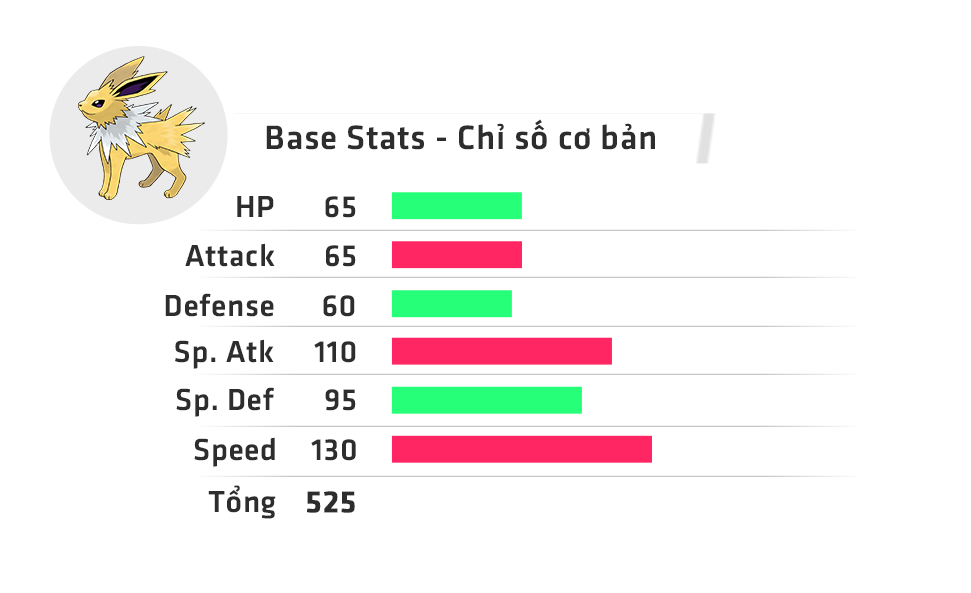 Base Stats - Chỉ số cơ bản
HP 65
Attack 65
Defense 60
Sp. Atk 110
Sp. Def 95
Speed 130
Tổng 525